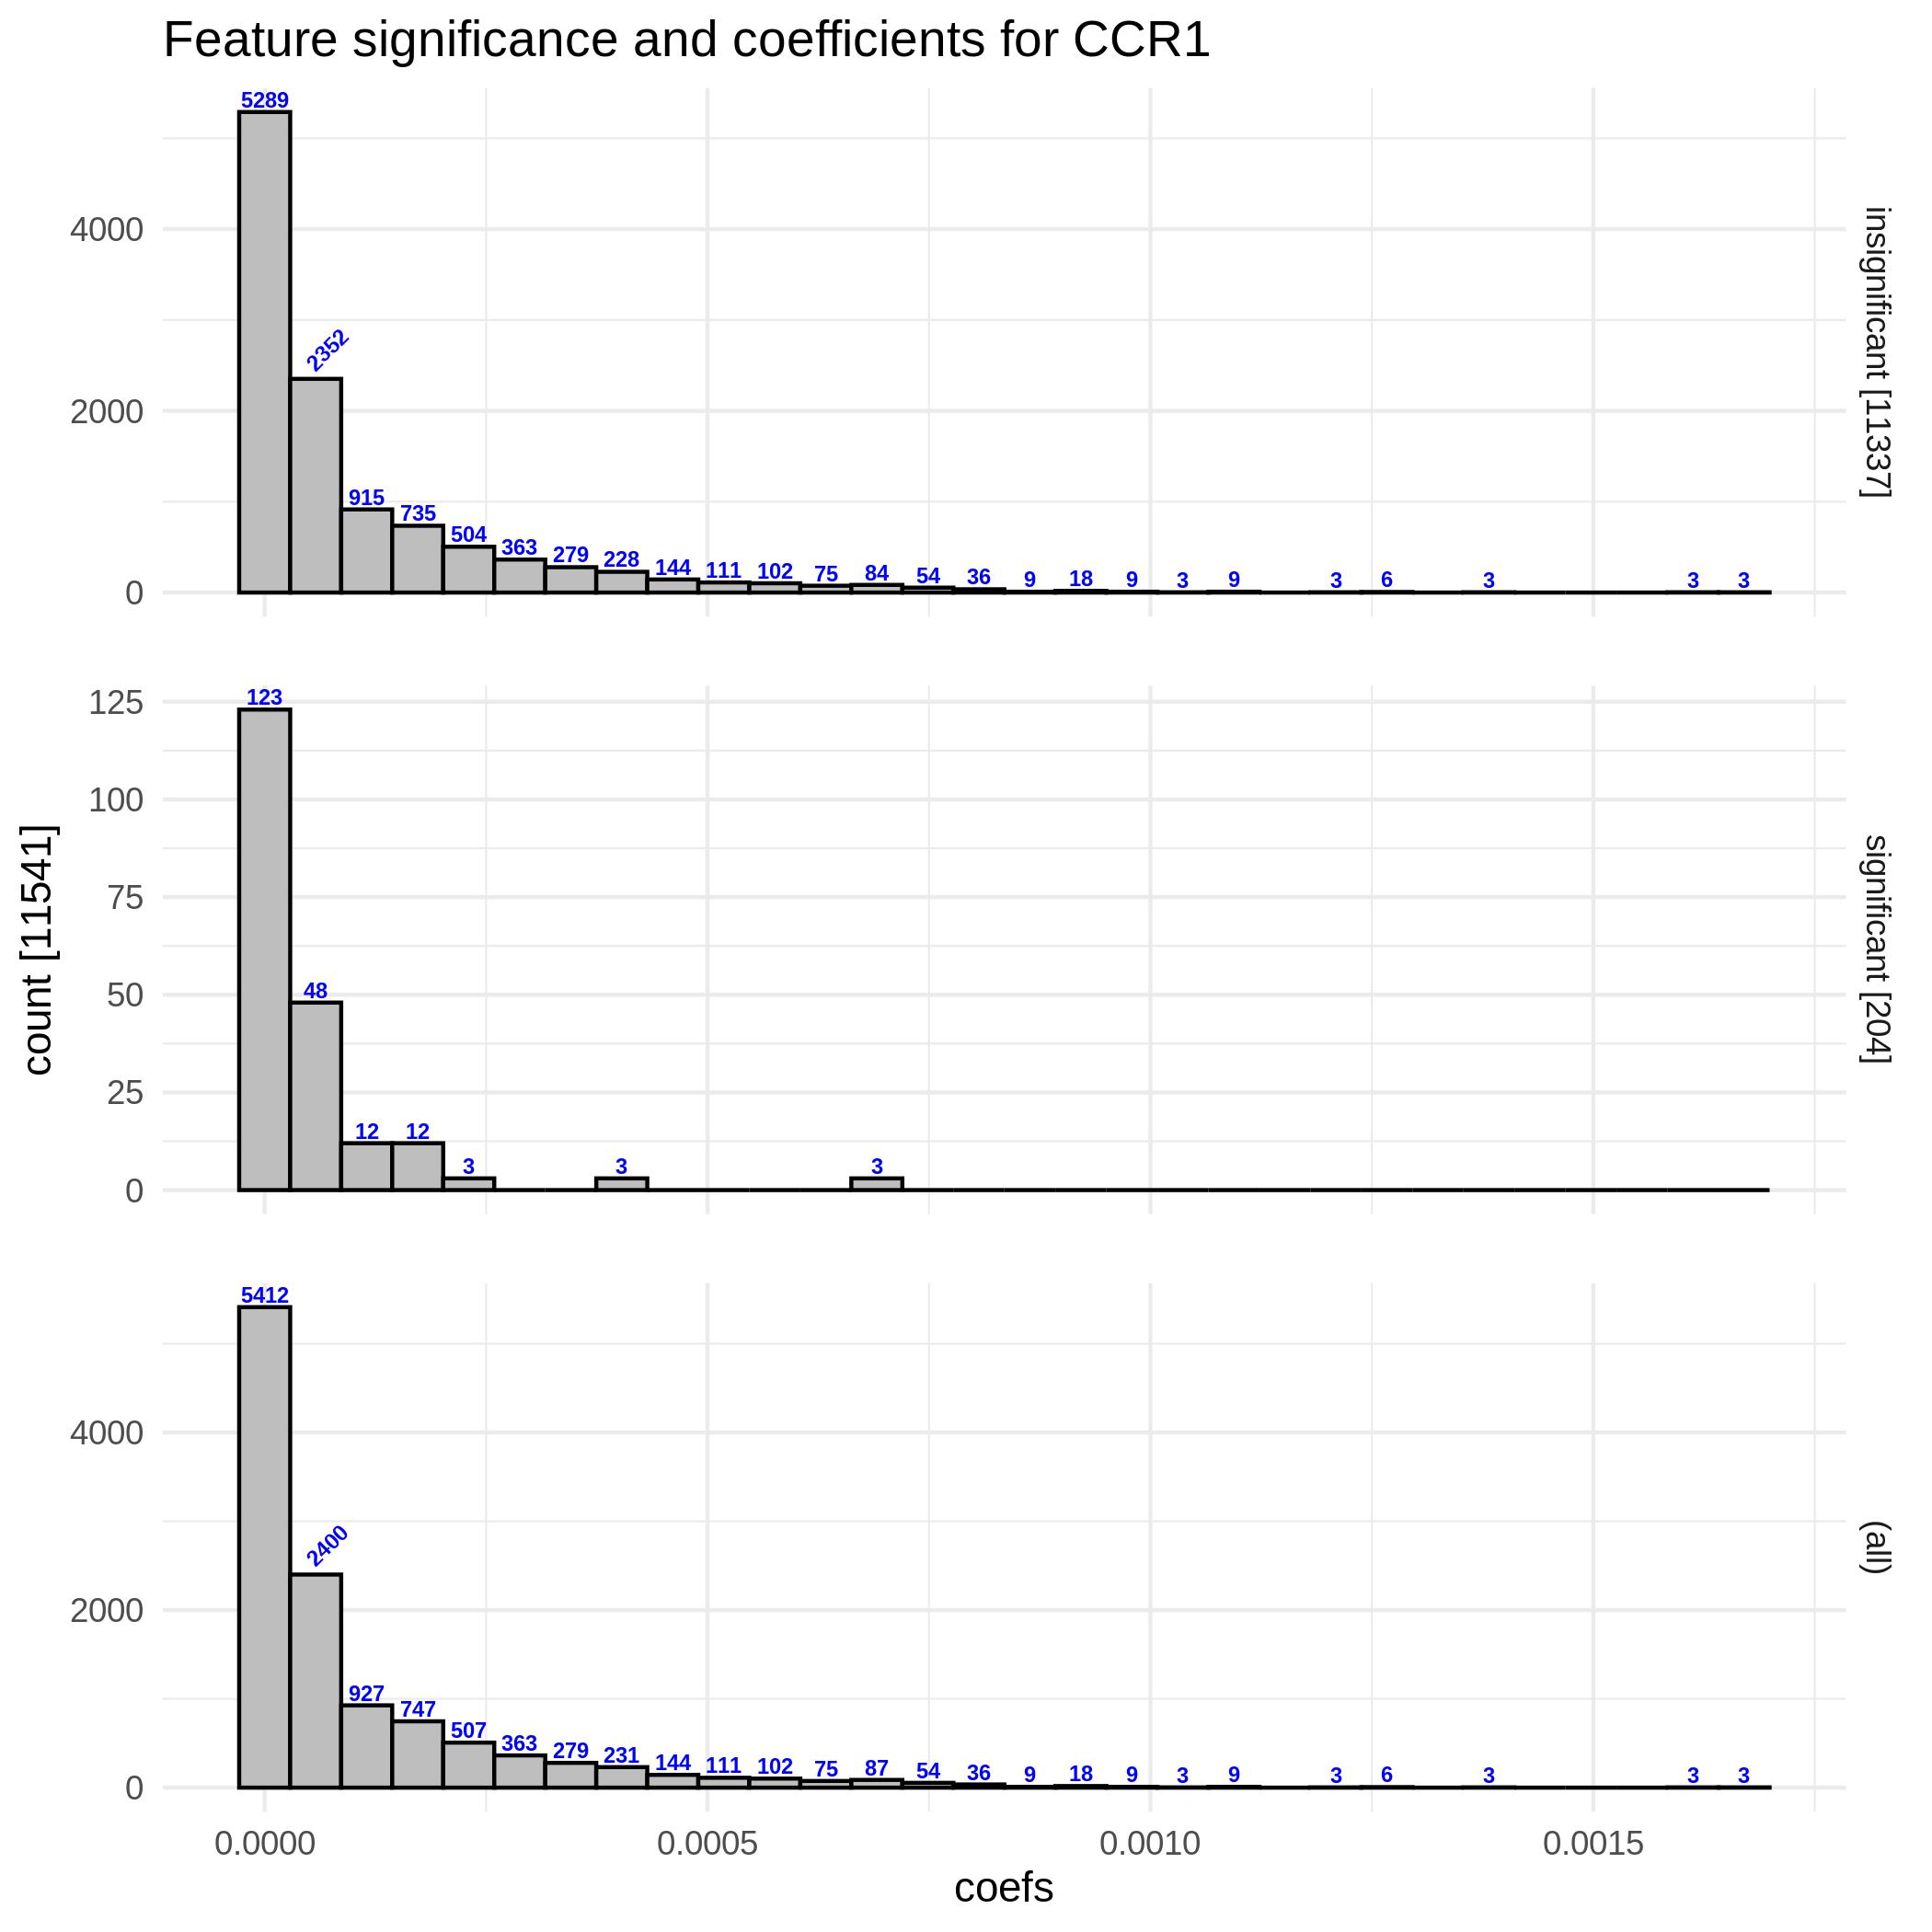 Feature significance and coefficients for CCR1
5289
2352
915 735 504 363 279 228 144 111 102 75 84 54 36 9 18 9 3 9 3 6 3 3 3
4000
2000
0
insignificant [11337]
123
48
12 12 3 3 3
125
100
75
50
25
0
significant [204]
count [11541]
5412
2400
927 747 507 363 279 231 144 111 102 75 87 54 36 9 18 9 3 9 3 6 3 3 3
4000
2000
0
(all)
0.0000 0.0005 0.0010 0.0015
coefs